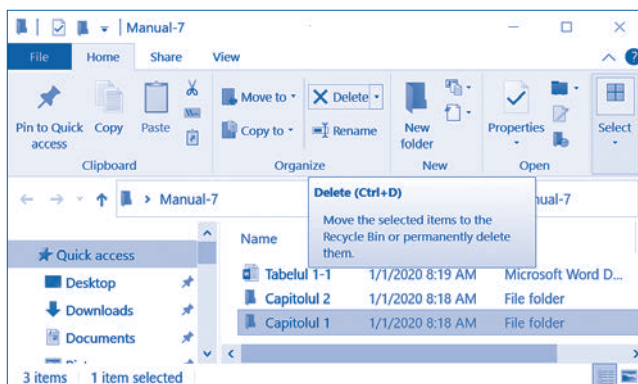 Manual-7
File Home Share View
Pin to Quick access
Copy
Paste
Clipboard
Move to
Copy to
Delete
Rename
Organize
New folder
New
Properties
Open
Select
Manual-7
Delete (Ctrl+D)
Move the selected items to the
Recycle Bin or permanently delete
them.
Quick access
Desktop
Downloads
Documents
Name
Tabelul 1-1 1/1/2020 8:19 AM Microsoft Word D...
Capitolul 2 1/1/2020 8:18 AM File folder
Capitolul 1 1/1/2020 8:18 AM File folder
3 items 1 item selected